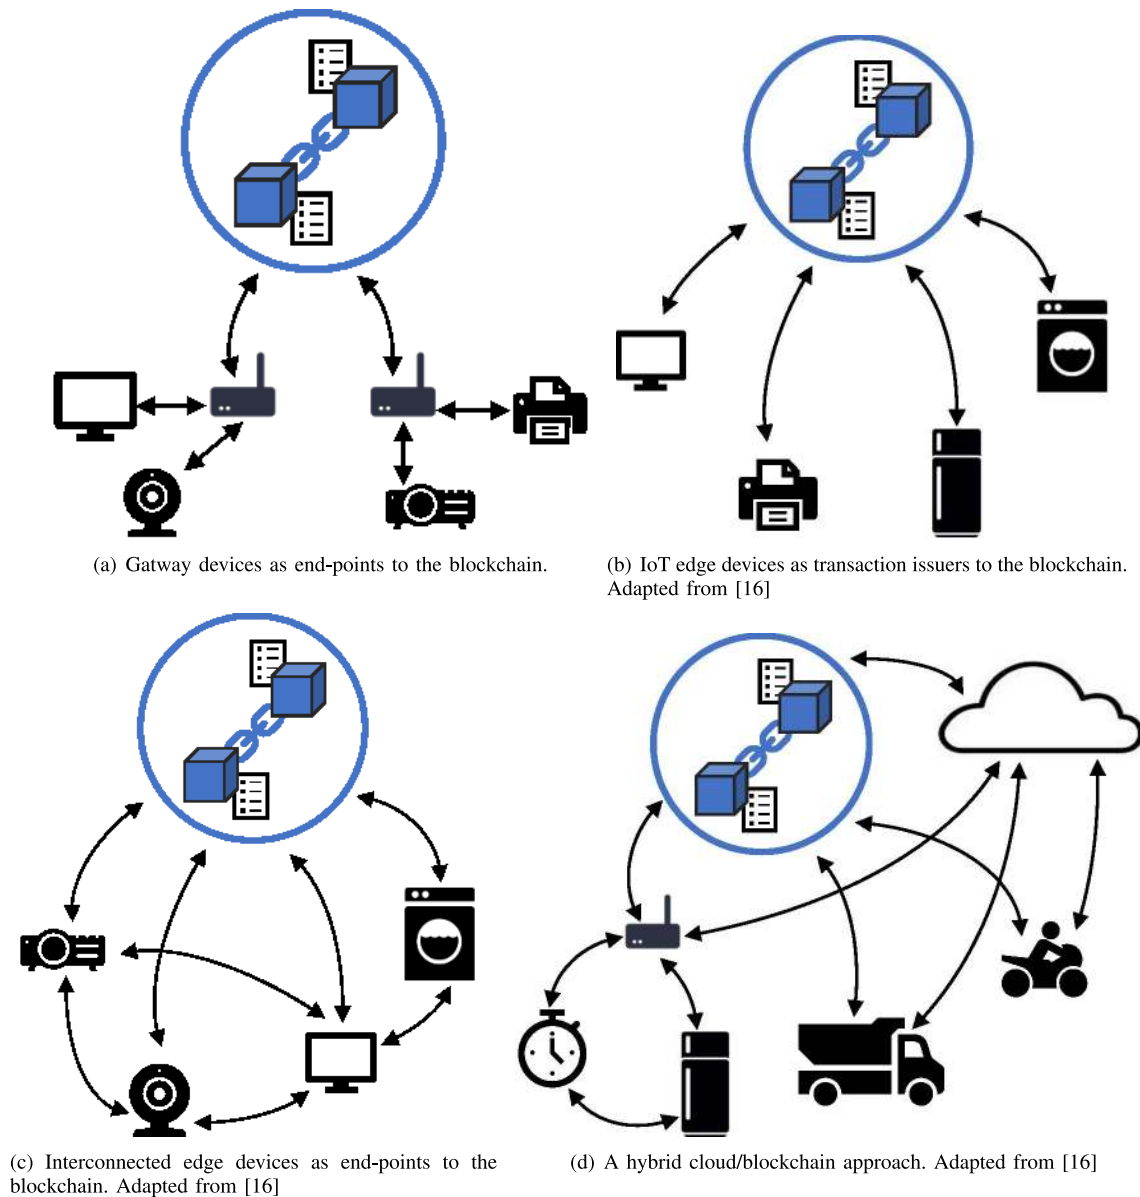 (a) Gatway devices as end-points to the blockchain.
(b) IoT edge devices as transaction issuers to the blockchain.
Adapted from [16]
(c) Interconnected edge devices as end-points to the
blockchain. Adapted from [16]
(d) A hybrid cloud/blockchain approach. Adapted from [16]